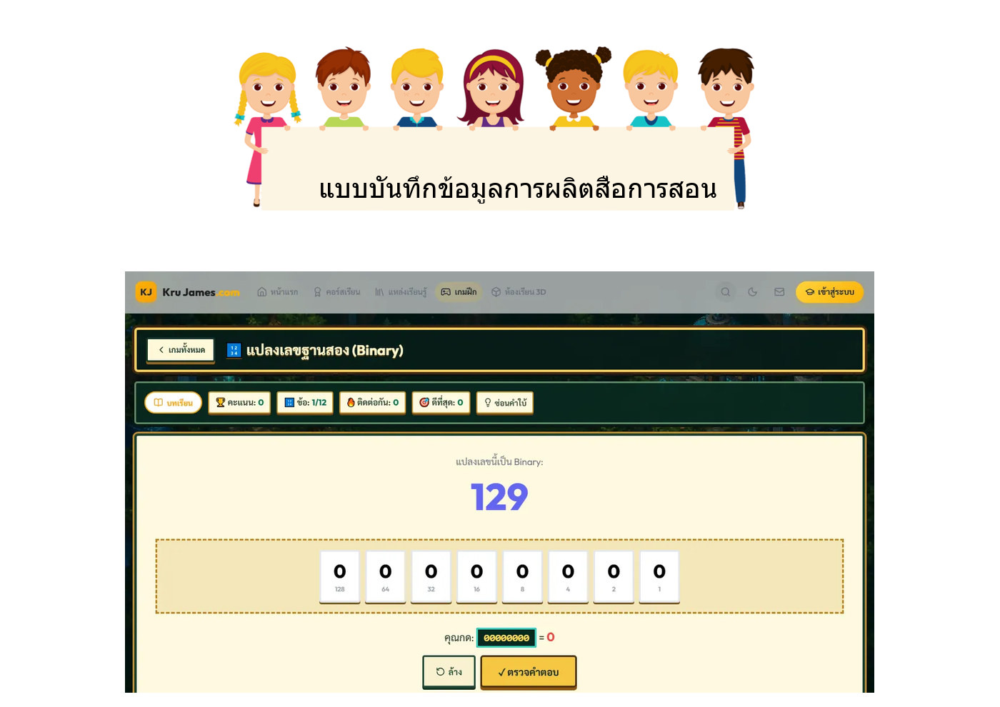 แบบบันทึกข้อมูลการผลิตสื่อการสอน
KJ Kru James.com หน้าแรก คอร์สเรียน แหล่งเรียนรู้ เกมฝึก ห้องเรียน 3D เข้าสู่ระบบ
เกมทั้งหมด 1 2 3 4 แปลงเลขฐานสอง (Binary)
บทเรียน คะแนน: 0 ข้อ: 1/12 ติดต่อกัน: 0 ดีที่สุด: 0 ซ่อนคำใบ้
แปลงเลขนี้เป็น Binary:
129
0 0 0 0 0 0 0 0
128 64 32 16 8 4 2 1
คุณกด: 00000000 = 0
ล้าง ✓ ตรวจคำตอบ